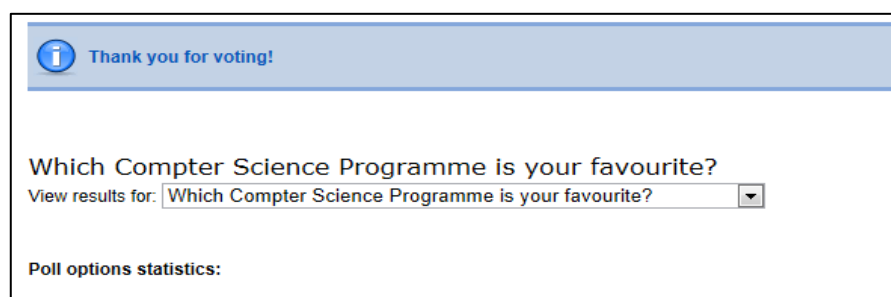 Thank you for voting!
Which Compter Science Programme is your favourite?
View results for: Which Compter Science Programme is your favourite?
Poll options statistics: